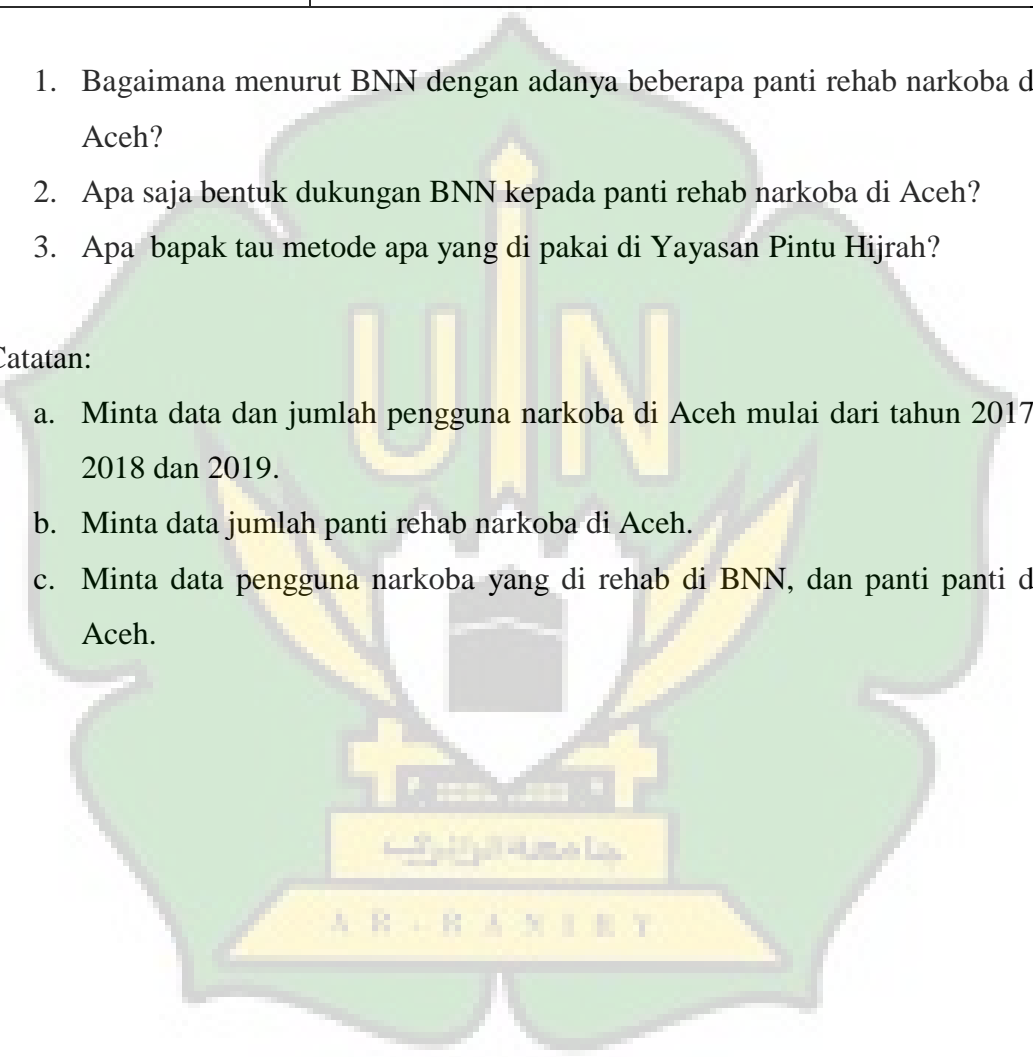 1. Bagaimana menurut BNN dengan adanya beberapa panti rehab narkoba d
Aceh?
2. Apa saja bentuk dukungan BNN kepada panti rehab narkoba di Aceh?
3. Apa bapak tau metode apa yang di pakai di Yayasan Pintu Hijrah?
UIN
Catatan:
a. Minta data dan jumlah pengguna narkoba di Aceh mulai dari tahun 2017
2018 dan 2019.
b. Minta data jumlah panti rehab narkoba di Aceh.
c. Minta data pengguna narkoba yang di rehab di BNN, dan panti panti d
Aceh.
جامعة الرانيري
AR-RANIRY